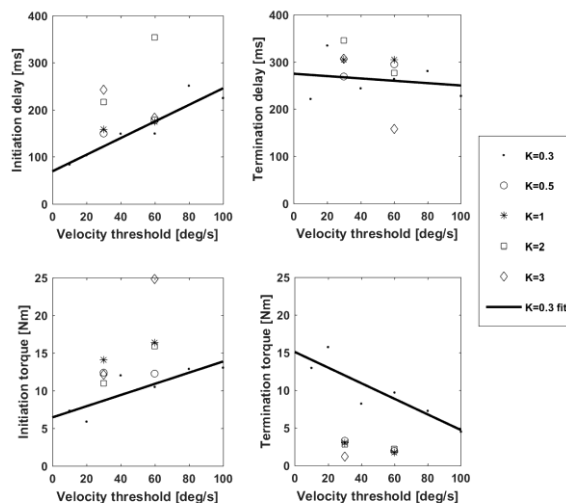 400
300
200
100
0
Initiation delay [ms]
0 20 40 60 80 100
Velocity threshold [deg/s]
400
300
200
100
0
Termination delay [ms]
0 20 40 60 80 100
Velocity threshold [deg/s]
25
20
15
10
5
0
Initiation torque [Nm]
0 20 40 60 80 100
Velocity threshold [deg/s]
25
20
15
10
5
0
Termination torque [Nm]
0 20 40 60 80 100
Velocity threshold [deg/s]
K=0.3
K=0.5
K=1
K=2
K=3
K=0.3 fit